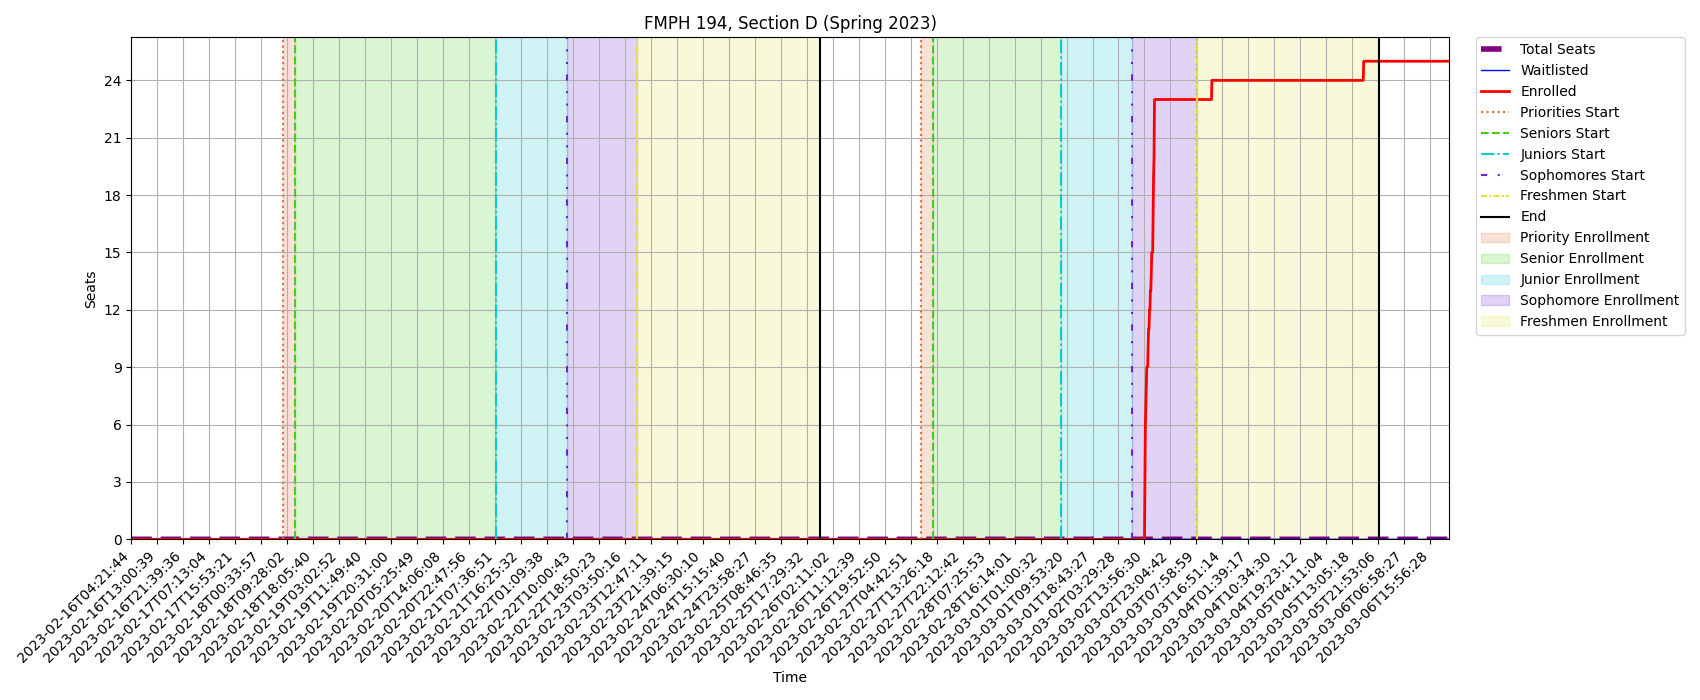 FMPH 194, Section D (Spring 2023)
Total Seats
Waitlisted
Enrolled
Priorities Start
Seniors Start
Juniors Start
Sophomores Start
Freshmen Start
End
Priority Enrollment
Senior Enrollment
Junior Enrollment
Sophomore Enrollment
Freshmen Enrollment
Seats
24
21
18
15
12
9
6
3
0
2023-02-16T04:21:44
2023-02-16T13:00:39
2023-02-16T21:39:36
2023-02-17T07:13:04
2023-02-17T15:53:21
2023-02-18T00:33:57
2023-02-18T09:28:02
2023-02-18T18:05:40
2023-02-19T03:02:52
2023-02-19T11:49:40
2023-02-19T20:31:00
2023-02-20T05:25:49
2023-02-20T14:06:08
2023-02-20T22:47:56
2023-02-21T07:36:51
2023-02-21T16:25:32
2023-02-22T01:09:38
2023-02-22T10:00:43
2023-02-22T18:50:23
2023-02-23T03:50:16
2023-02-23T12:47:11
2023-02-23T21:39:15
2023-02-24T06:30:10
2023-02-24T15:15:40
2023-02-24T23:58:27
2023-02-25T08:46:35
2023-02-25T17:29:32
2023-02-26T02:11:02
2023-02-26T11:12:39
2023-02-26T19:52:50
2023-02-27T04:42:51
2023-02-27T13:26:18
2023-02-27T22:12:42
2023-02-28T07:25:53
2023-02-28T16:14:01
2023-03-01T01:00:32
2023-03-01T09:53:20
2023-03-01T18:43:27
2023-03-02T03:29:28
2023-03-02T13:56:30
2023-03-02T23:04:42
2023-03-03T07:58:59
2023-03-03T16:51:14
2023-03-04T01:39:17
2023-03-04T10:34:30
2023-03-04T19:23:12
2023-03-05T04:11:04
2023-03-05T13:05:18
2023-03-05T21:53:06
2023-03-06T06:58:27
2023-03-06T15:56:28
Time